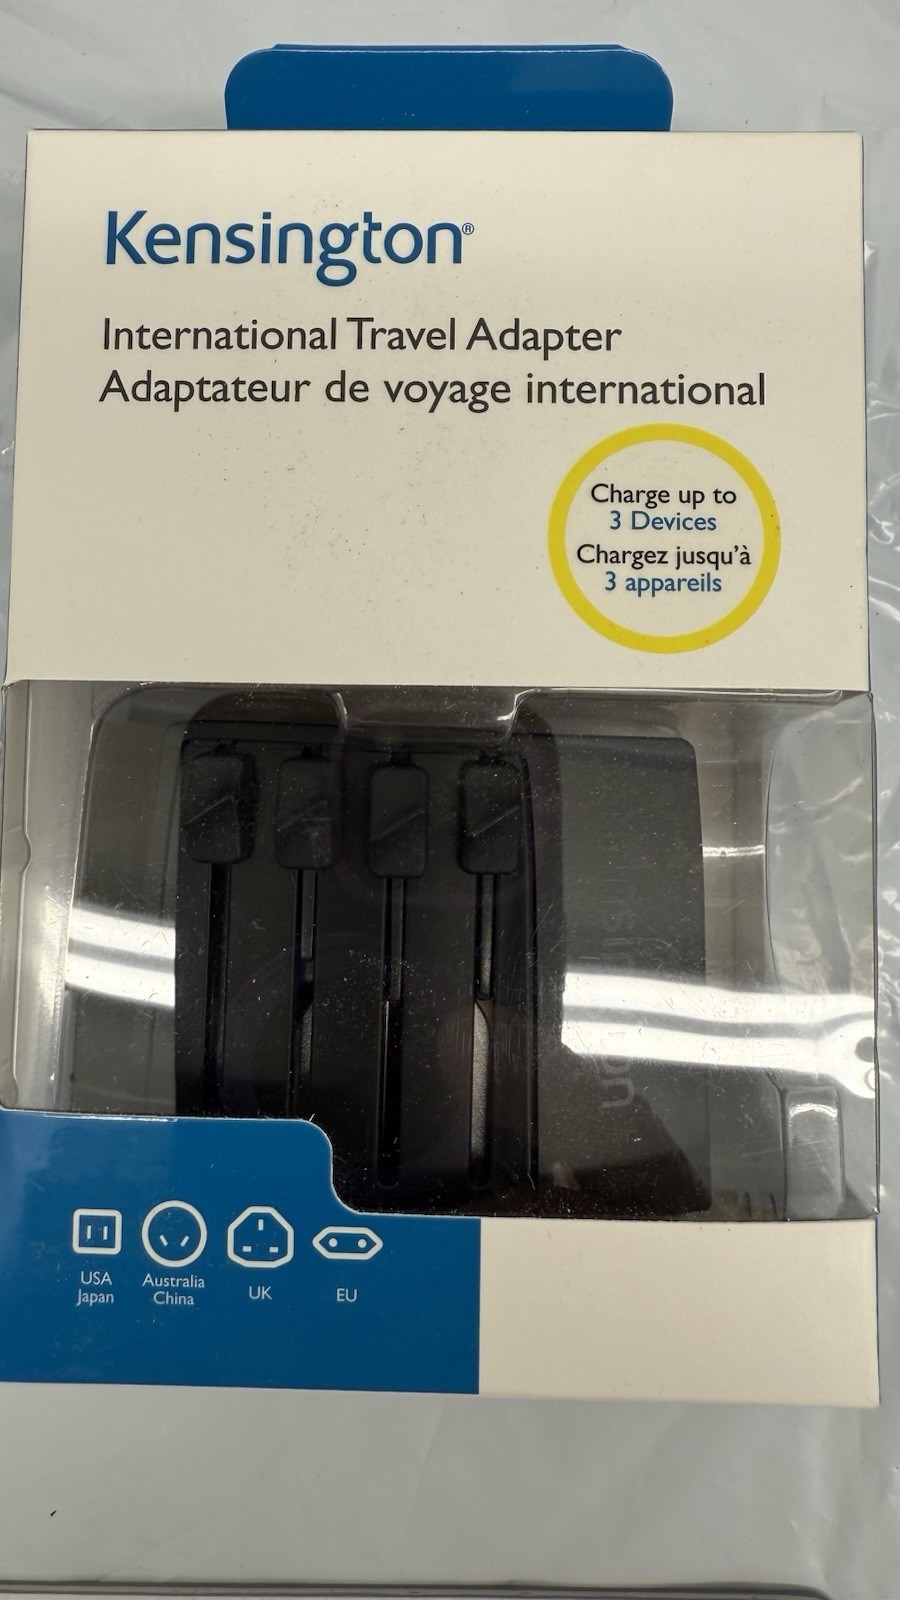 Kensington®
International Travel Adapter
Adaptateur de voyage international
Charge up to
3 Devices
Chargez jusqu'à
3 appareils
USA
Japan
Australia
China
UK
EU